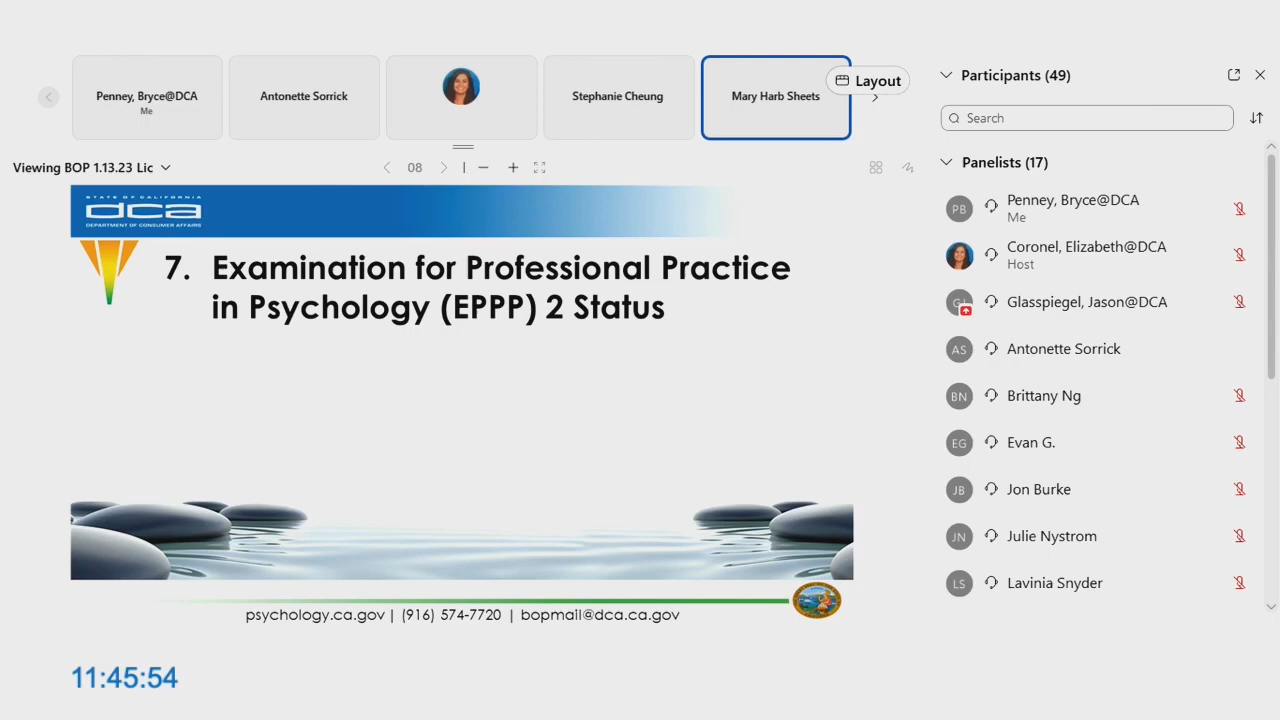 Penney, Bryce@DCA
Me
Antonette Sorrick
Stephanie Cheung
Mary Harb Sheets
Layout
Participants (49)
Search
Viewing BOP 1.13.23 Lic
08
Panelists (17)
STATE OF CALIFORNIA
dca
DEPARTMENT OF CONSUMER AFFAIRS
7. Examination for Professional Practice
in Psychology (EPPP) 2 Status
PB
Penney, Bryce@DCA
Me
Coronel, Elizabeth@DCA
Host
GJ
Glasspiegel, Jason@DCA
AS
Antonette Sorrick
BN
Brittany Ng
EG
Evan G.
JB
Jon Burke
JN
Julie Nystrom
LS
Lavinia Snyder
psychology.ca.gov | (916) 574-7720 | bopmail@dca.ca.gov
11:45:54